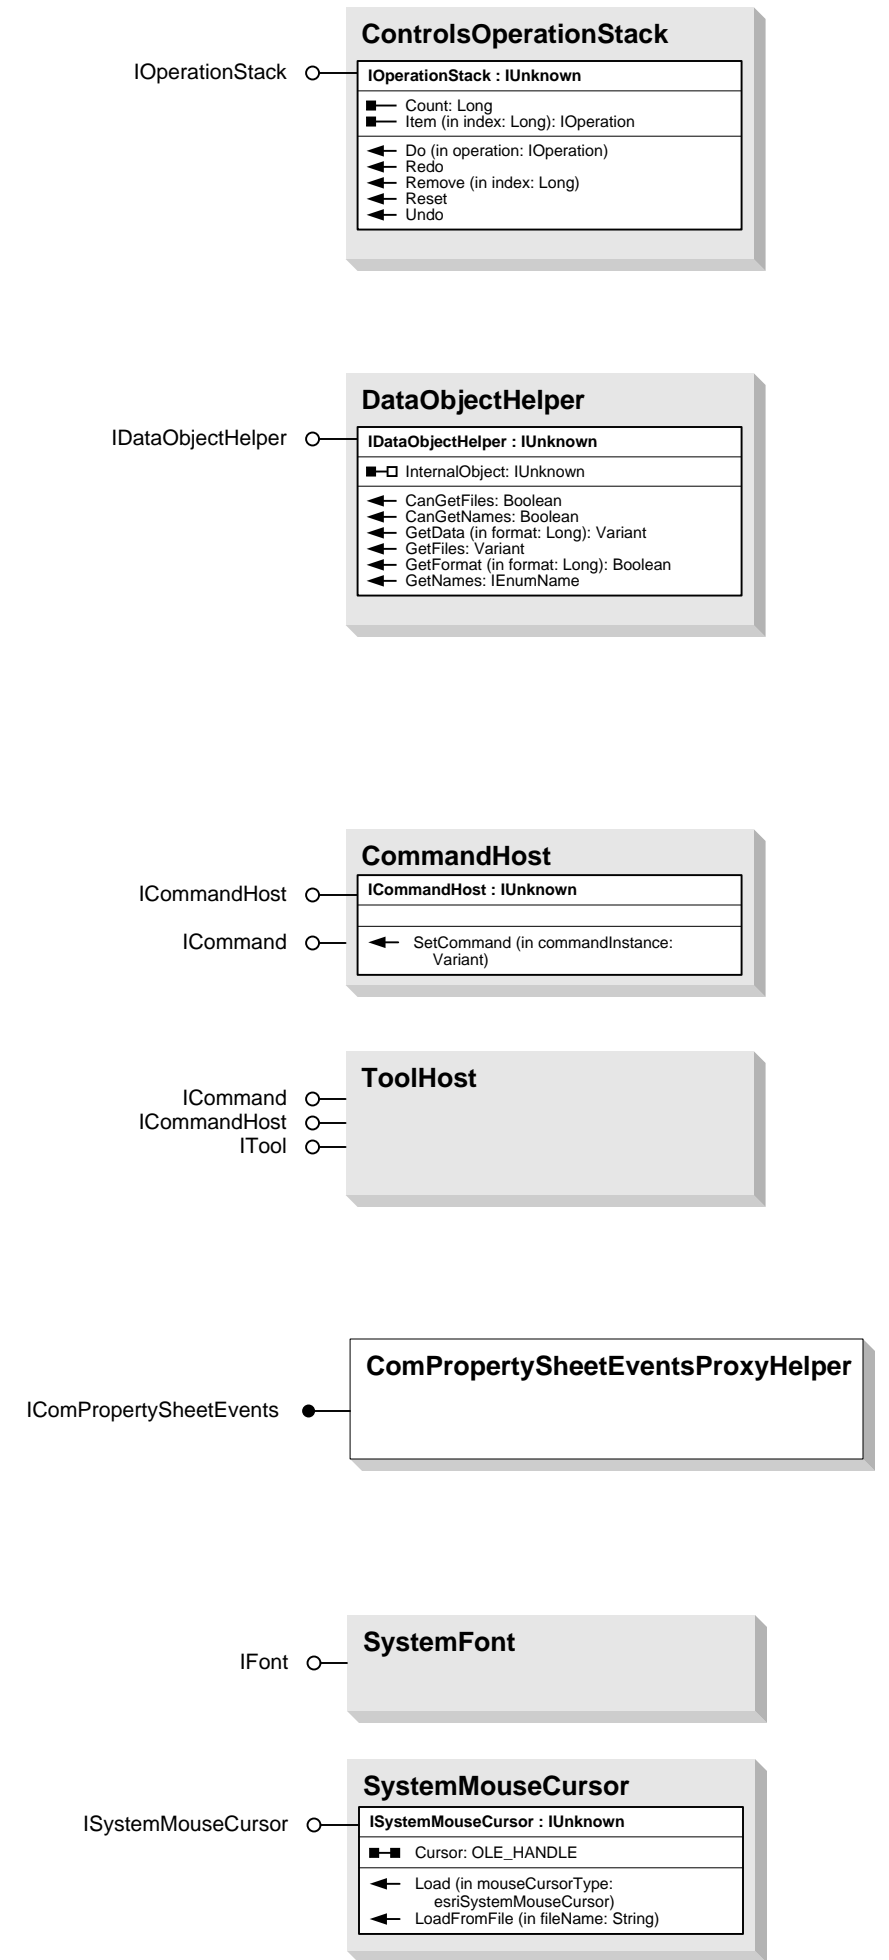 ControlsOperationStack
IOperationStack
IOperationStack : IUnknown
Count: Long
Item (in index: Long): IOperation
Do (in operation: IOperation)
Redo
Remove (in index: Long)
Reset
Undo
DataObjectHelper
IDataObjectHelper
IDataObjectHelper : IUnknown
InternalObject: IUnknown
CanGetFiles: Boolean
CanGetNames: Boolean
GetData (in format: Long): Variant
GetFiles: Variant
GetFormat (in format: Long): Boolean
GetNames: IEnumName
CommandHost
ICommandHost
ICommandHost : IUnknown
ICommand
SetCommand (in commandInstance:
Variant)
ToolHost
ICommand
ICommandHost
ITool
ComPropertySheetEventsProxyHelper
IComPropertySheetEvents
SystemFont
IFont
SystemMouseCursor
ISystemMouseCursor
ISystemMouseCursor : IUnknown
Cursor: OLE_HANDLE
Load (in mouseCursorType:
esriSystemMouseCursor)
LoadFromFile (in fileName: String)